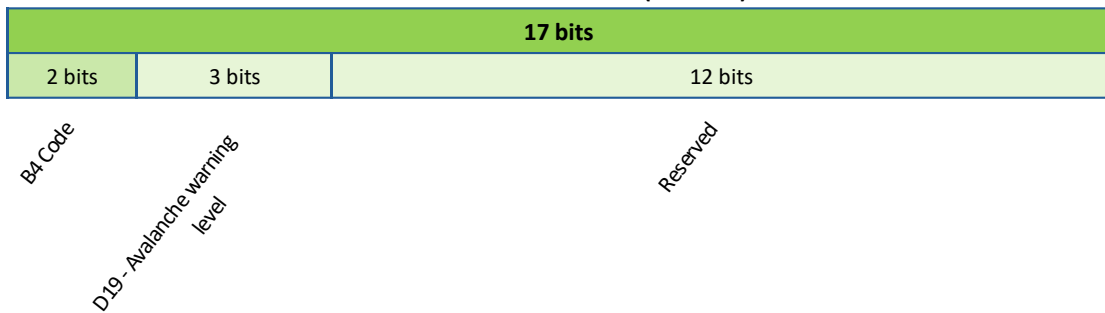 17 bits
2 bits
3 bits
12 bits
B4 Code
D19 - Avalanche warning
level
Reserved